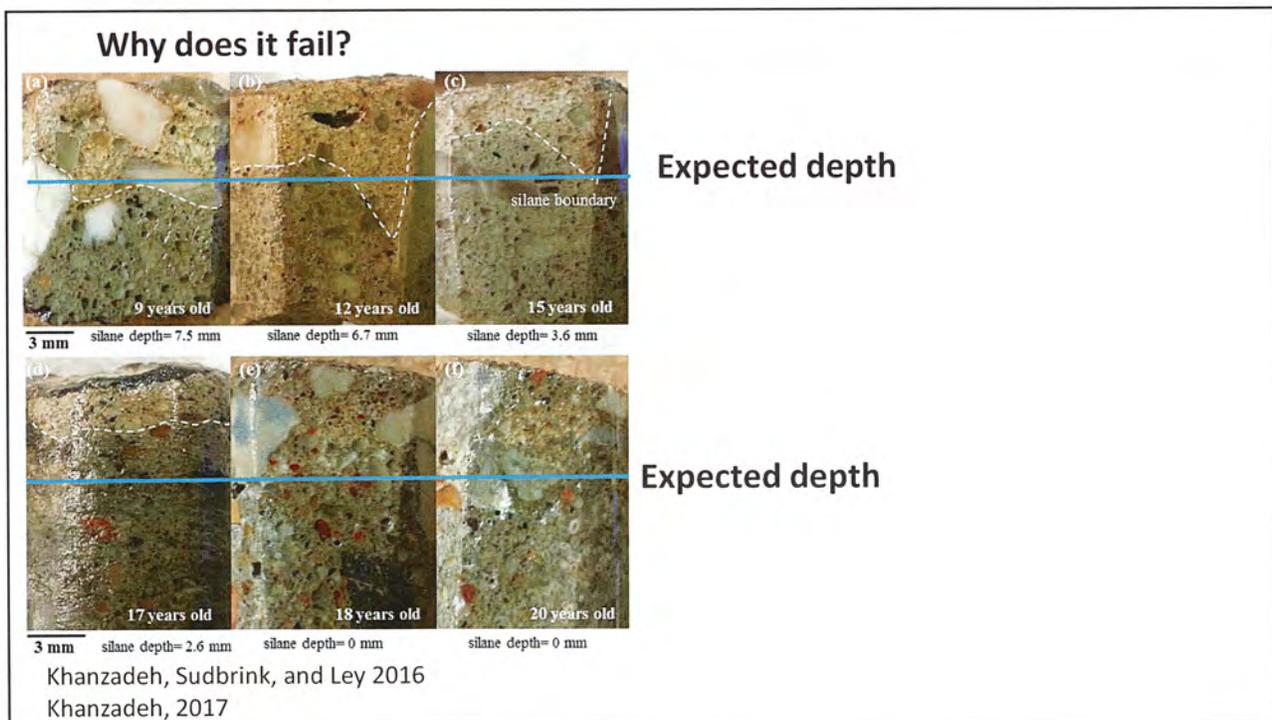 Why does it fail?
(a) (b) (c)
Expected depth
silane boundary
9 years old 12 years old 15 years old
3 mm silane depth= 7.5 mm silane depth= 6.7 mm silane depth= 3.6 mm
(d) (e) (f)
Expected depth
17 years old 18 years old 20 years old
3 mm silane depth= 2.6 mm silane depth= 0 mm silane depth= 0 mm
Khanzadeh, Sudbrink, and Ley 2016
Khanzadeh, 2017